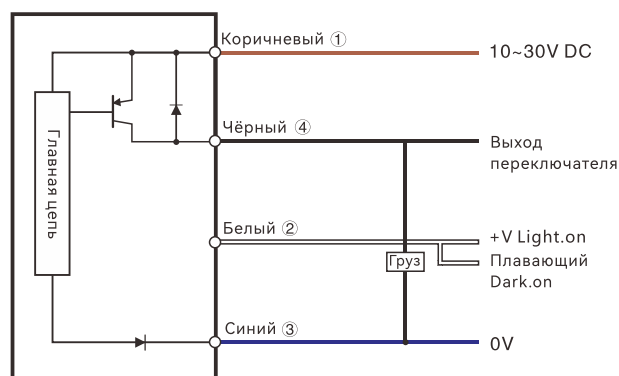 Коричневый ①
10~30V DC
Главная цепь
Чёрный ④
Выход
переключателя
Белый ②
+V Light.on
Груз
Плавающий
Dark.on
Синий ③
0V